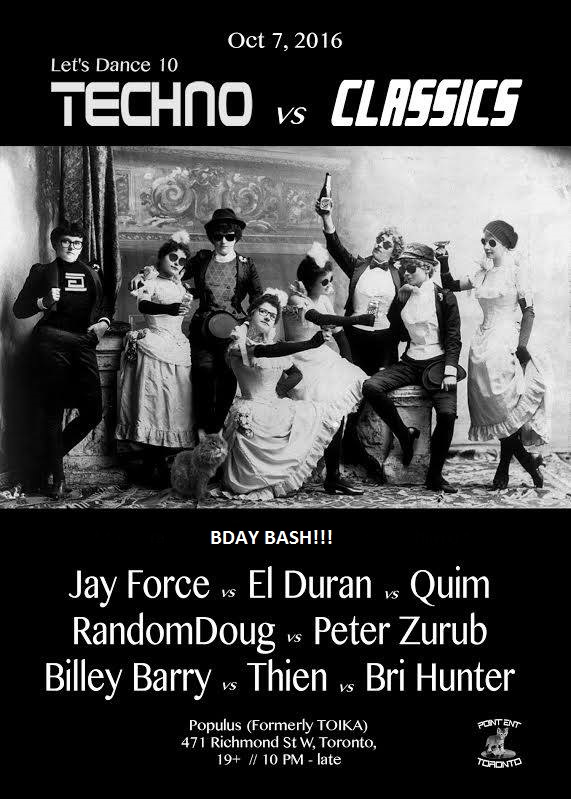 Oct 7, 2016
Let's Dance 10
TECHNO vs CLASSICS
BDAY BASH!!!
Jay Force vs El Duran vs Quim
RandomDoug vs Peter Zurub
Billey Barry vs Thien vs Bri Hunter
Populus (Formerly TOIKA)
471 Richmond St W, Toronto,
19+ // 10 PM - late
POINT ENT
TORONTO